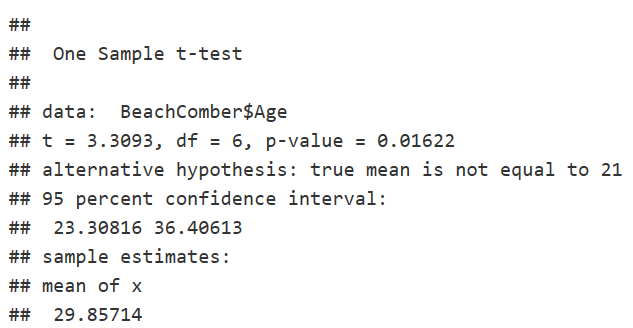 ##
##  One Sample t-test
##
## data:  BeachComber$Age
## t = 3.3093, df = 6, p-value = 0.01622
## alternative hypothesis: true mean is not equal to 21
## 95 percent confidence interval:
##  23.30816 36.40613
## sample estimates:
## mean of x
##  29.85714